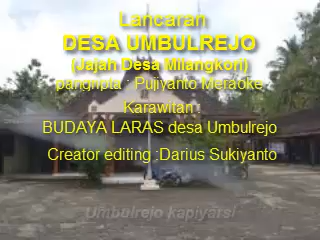 Lancaran
DESA UMBULREJO
(Jajah Desa Milangkori)
pangripta : Pujiyanto Meraoke
Karawitan :
BUDAYA LARAS desa Umbulrejo
Creator editing :Darius Sukiyanto
Umbulrejo kapiyarsi